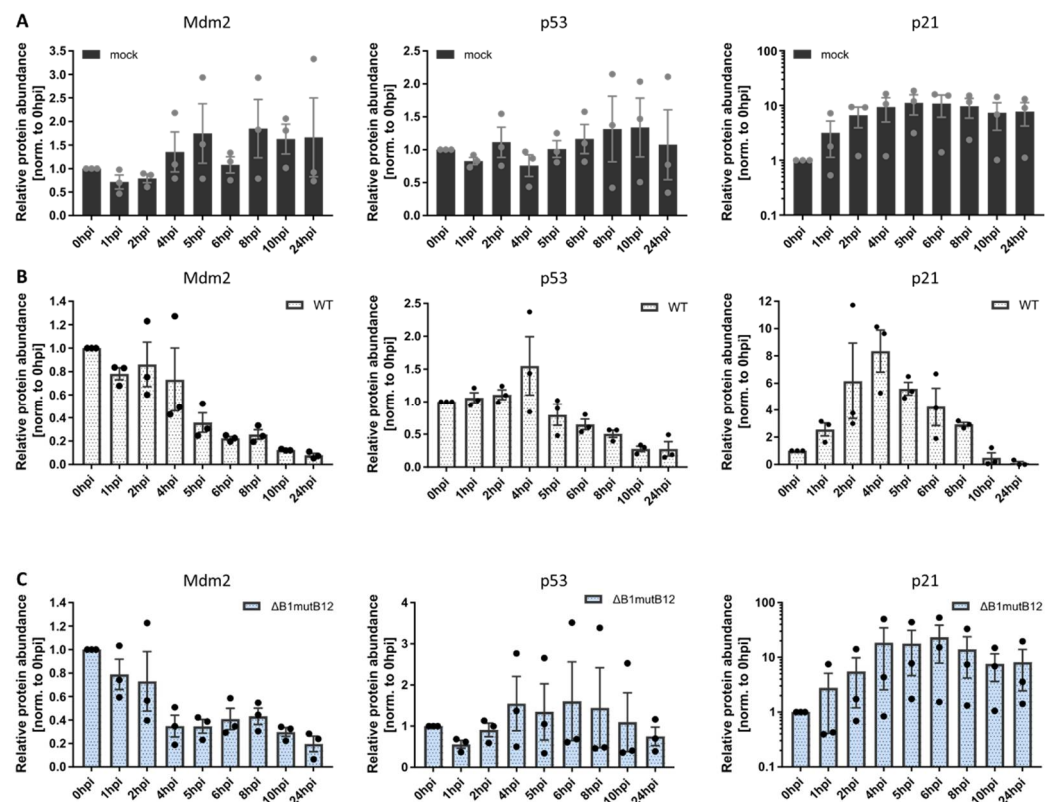 A
Mdm2
Relative protein abundance
[norm. to 0hpi]
3.5
3.0
2.5
2.0
1.5
1.0
0.5
0.0
mock
0hpi 1hpi 2hpi 4hpi 5hpi 6hpi 8hpi 10hpi 24hpi
p53
Relative protein abundance
[norm. to 0hpi]
2.5
2.0
1.5
1.0
0.5
0.0
mock
0hpi 1hpi 2hpi 4hpi 5hpi 6hpi 8hpi 10hpi 24hpi
p21
Relative protein abundance
[norm. to 0hpi]
100
10
1
0.1
mock
0hpi 1hpi 2hpi 4hpi 5hpi 6hpi 8hpi 10hpi 24hpi
B
Mdm2
Relative protein abundance
[norm. to 0hpi]
1.4
1.2
1.0
0.8
0.6
0.4
0.2
0.0
WT
0hpi 1hpi 2hpi 4hpi 5hpi 6hpi 8hpi 10hpi 24hpi
p53
Relative protein abundance
[norm. to 0hpi]
2.5
2.0
1.5
1.0
0.5
0.0
WT
0hpi 1hpi 2hpi 4hpi 5hpi 6hpi 8hpi 10hpi 24hpi
p21
Relative protein abundance
[norm. to 0hpi]
12
10
8
6
4
2
0
WT
0hpi 1hpi 2hpi 4hpi 5hpi 6hpi 8hpi 10hpi 24hpi
C
Mdm2
Relative protein abundance
[norm. to 0hpi]
1.4
1.2
1.0
0.8
0.6
0.4
0.2
0.0
ΔB1mutB12
0hpi 1hpi 2hpi 4hpi 5hpi 6hpi 8hpi 10hpi 24hpi
p53
Relative protein abundance
[norm. to 0hpi]
4
3
2
1
0
ΔB1mutB12
0hpi 1hpi 2hpi 4hpi 5hpi 6hpi 8hpi 10hpi 24hpi
p21
Relative protein abundance
[norm. to 0hpi]
100
10
1
0.1
ΔB1mutB12
0hpi 1hpi 2hpi 4hpi 5hpi 6hpi 8hpi 10hpi 24hpi